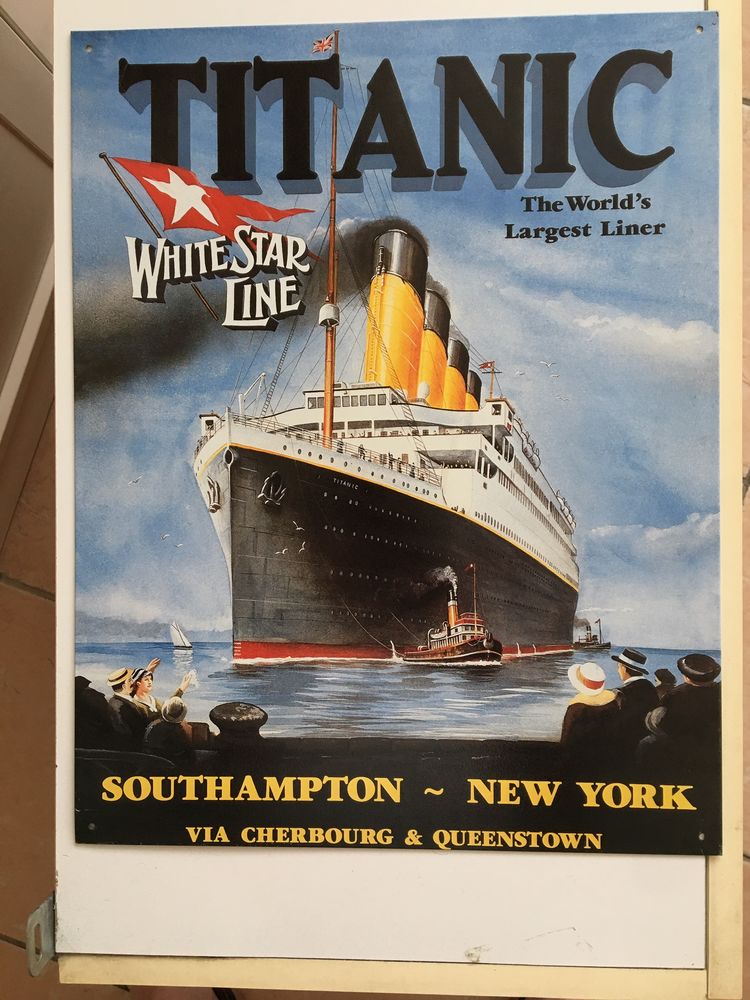 TITANIC
The World's
Largest Liner
WHITE STAR
LINE
TITANIC
SOUTHAMPTON ~ NEW YORK
VIA CHERBOURG & QUEENSTOWN